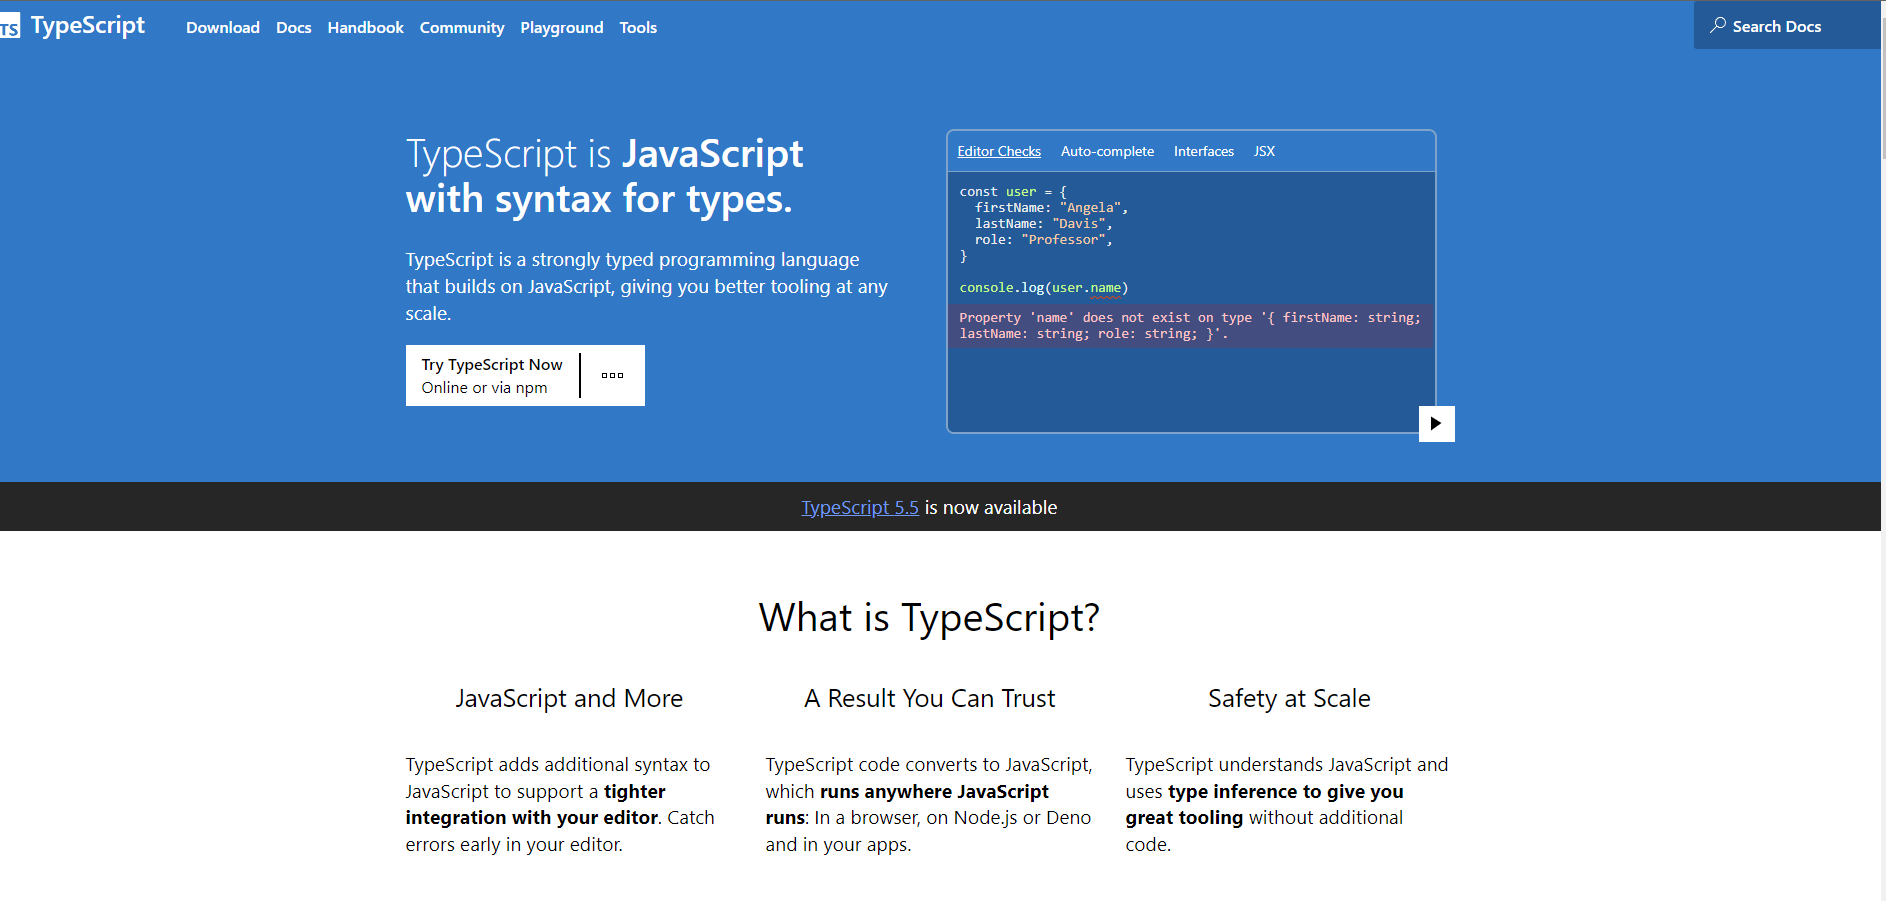 TS TypeScript
Download Docs Handbook Community Playground Tools
Search Docs
TypeScript is JavaScript
with syntax for types.
TypeScript is a strongly typed programming language
that builds on JavaScript, giving you better tooling at any
scale.
Try TypeScript Now
Online or via npm
Editor Checks Auto-complete Interfaces JSX
const user = {
  firstName: "Angela",
  lastName: "Davis",
  role: "Professor",
}
console.log(user.name)
Property 'name' does not exist on type '{ firstName: string;
lastName: string; role: string; }'.
TypeScript 5.5 is now available
What is TypeScript?
JavaScript and More
TypeScript adds additional syntax to
JavaScript to support a tighter
integration with your editor. Catch
errors early in your editor.
A Result You Can Trust
TypeScript code converts to JavaScript,
which runs anywhere JavaScript
runs: In a browser, on Node.js or Deno
and in your apps.
Safety at Scale
TypeScript understands JavaScript and
uses type inference to give you
great tooling without additional
code.